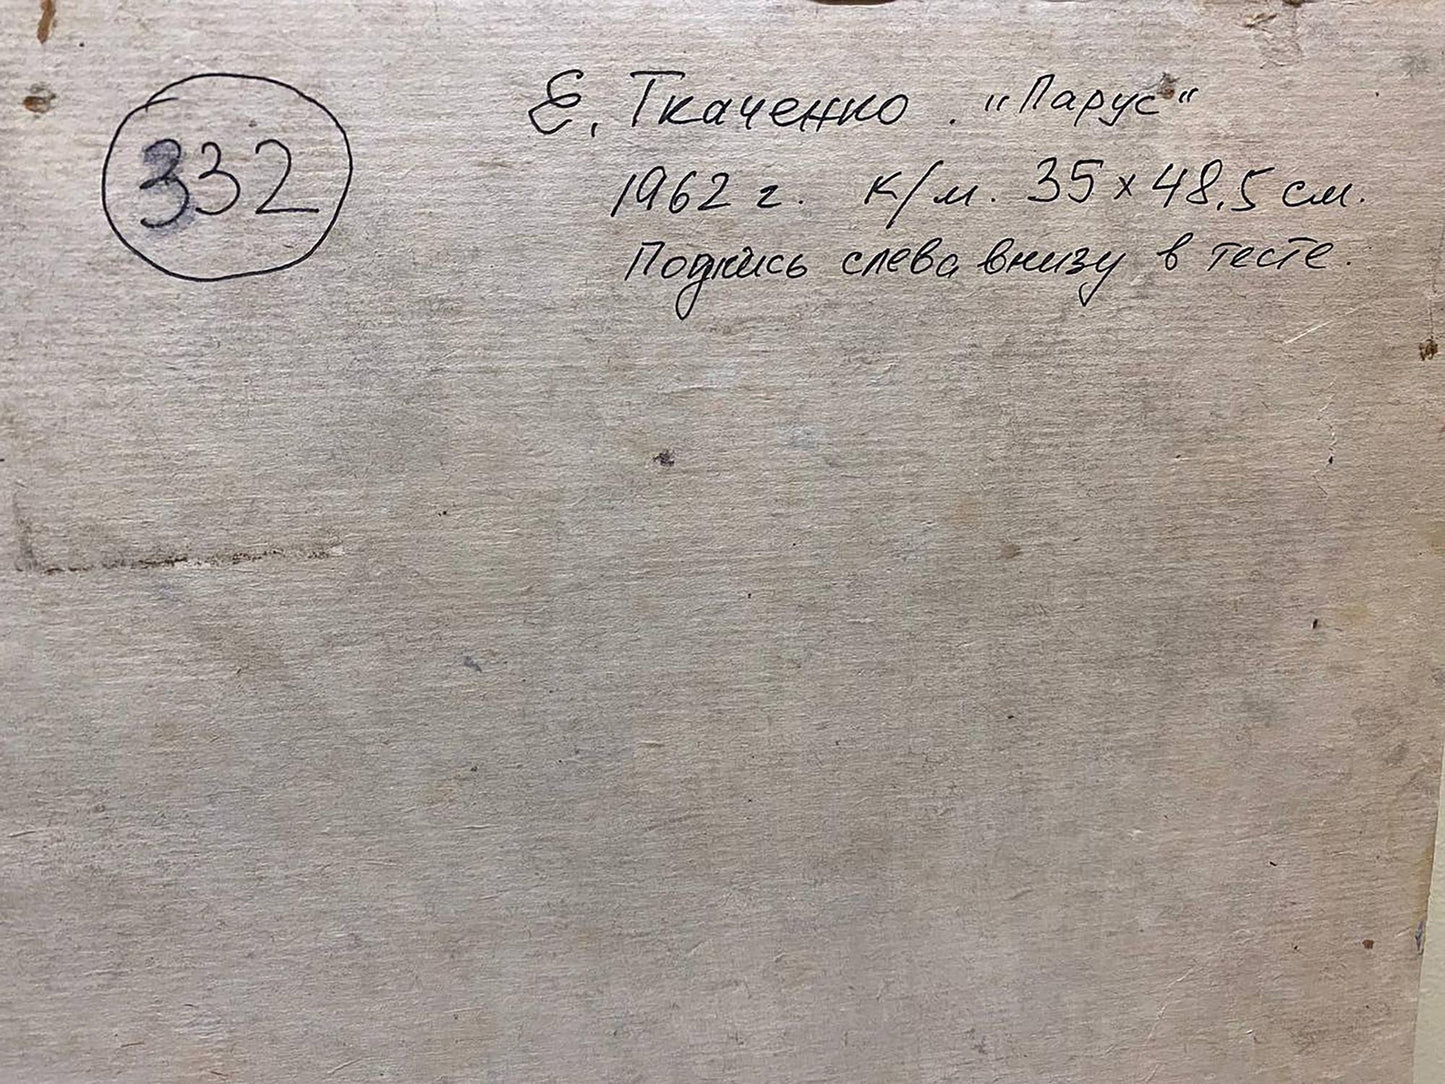 332
Е. Ткаченко. "Парус"
1962 г. к/м. 35 x 48,5 см.
Подпись слева внизу в тесте.